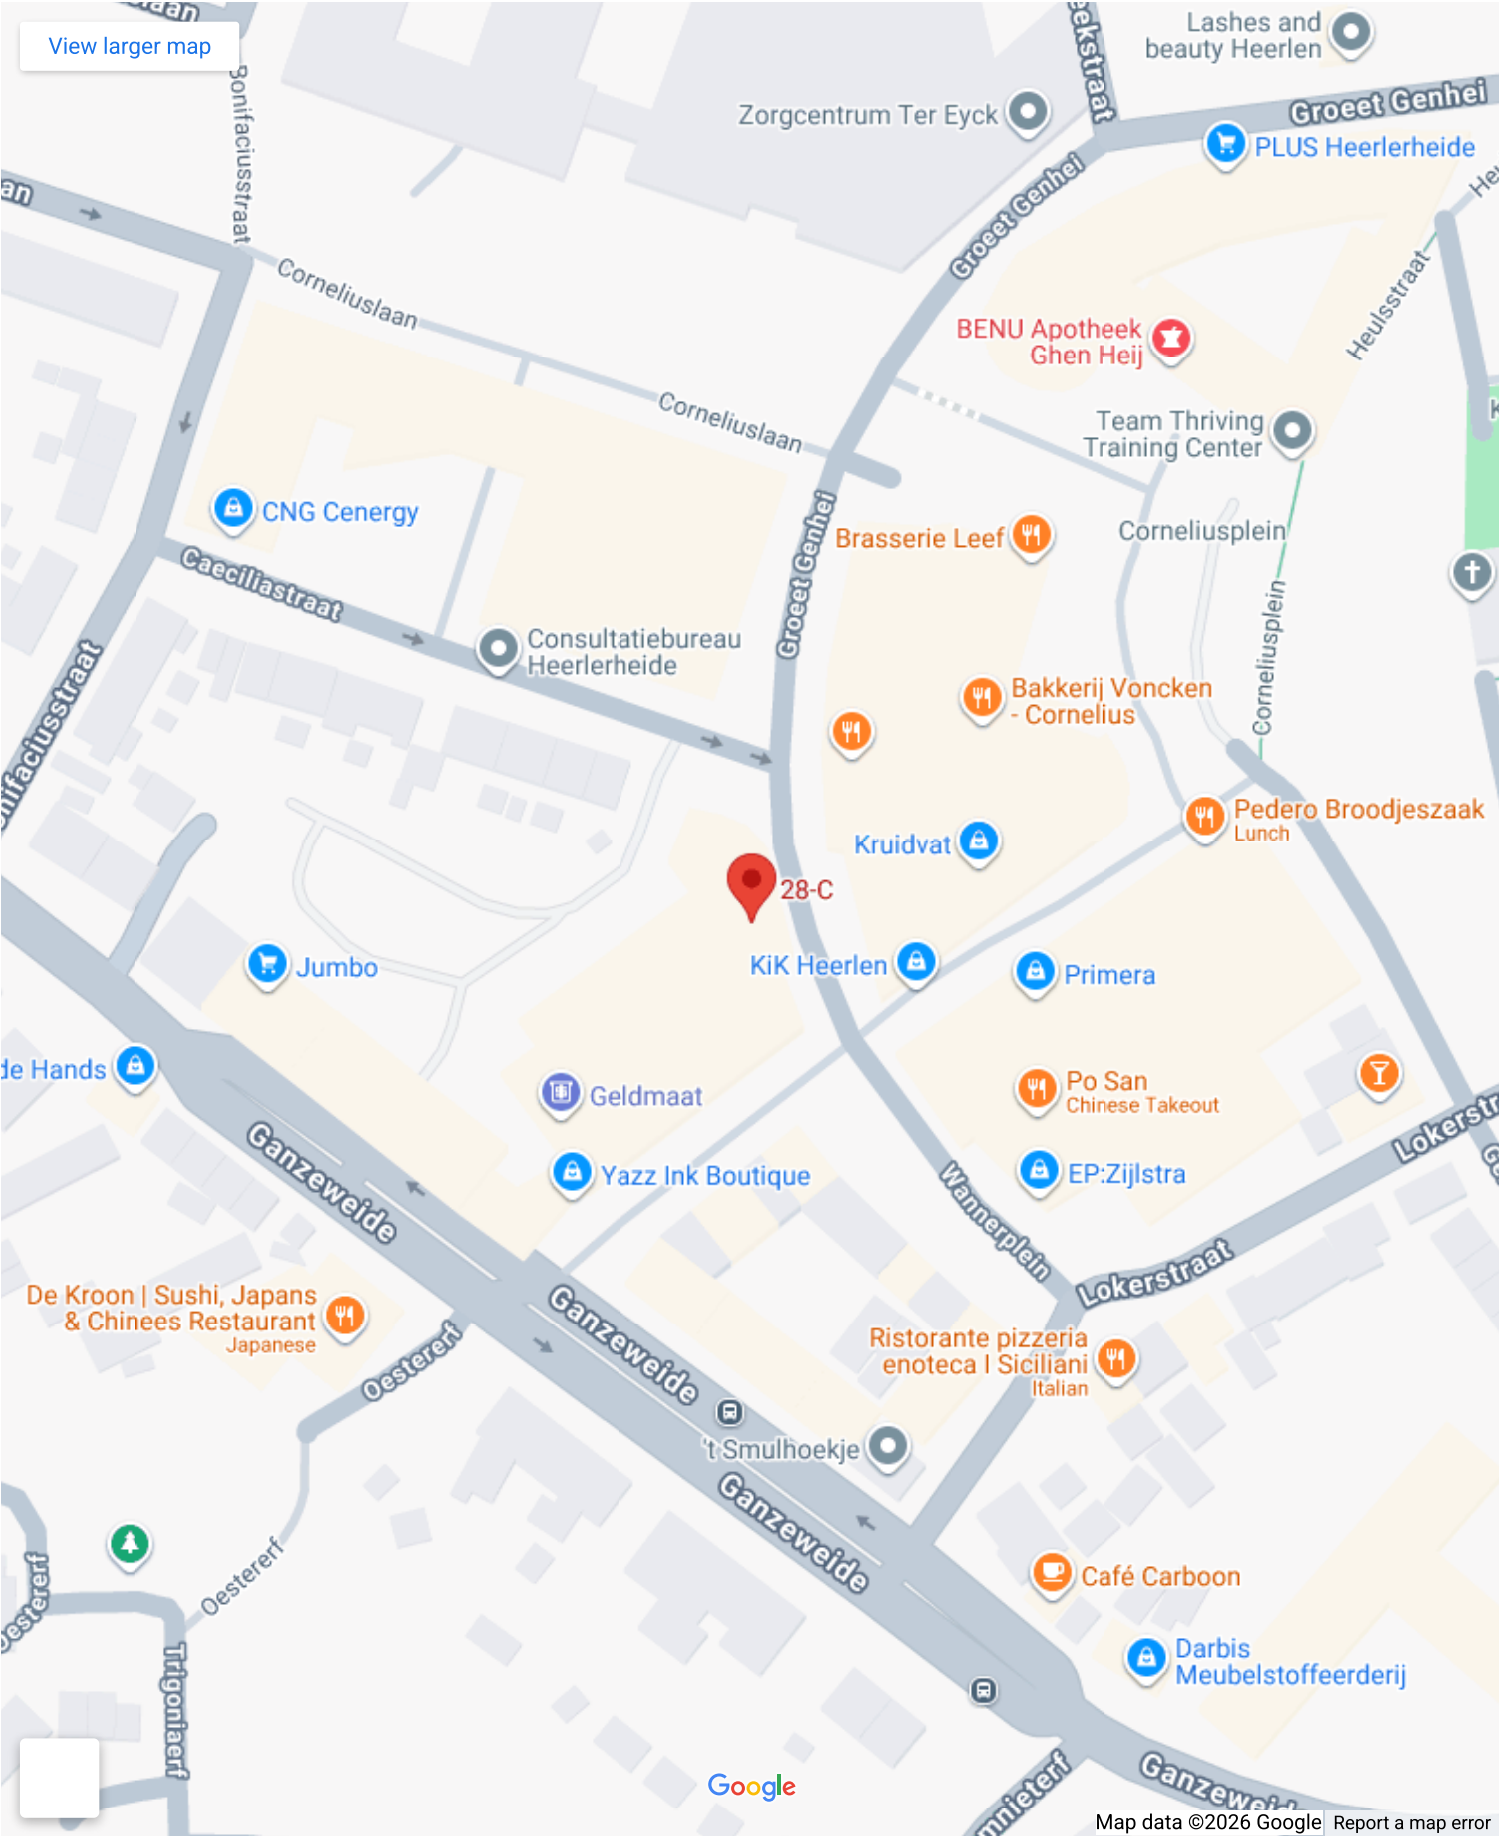 View larger map
Lashes and
beauty Heerlen
Groeet Genhei
Zorgcentrum Ter Eyck
PLUS Heerlerheide
Bonifaciusstraat
Groeet Genhei
Corneliuslaan
Heulsstraat
BENU Apotheek
Ghen Heij
Corneliuslaan
Team Thriving
Training Center
CNG Cenergy
Groeet Genhei
Brasserie Leef
Corneliusplein
Caeciliastraat
Consultatiebureau
Heerlerheide
Corneliusplein
Bakkerij Voncken
- Cornelius
Pedero Broodjeszaak
Lunch
Kruidvat
28-C
Jumbo
KiK Heerlen
Primera
de Hands
Geldmaat
Po San
Chinese Takeout
Ganzeweide
Yazz Ink Boutique
EP:Zijlstra
Wannerplein
Lokerstraat
De Kroon | Sushi, Japans
& Chinees Restaurant
Japanese
Ganzeweide
Oestererf
Ristorante pizzeria
enoteca I Siciliani
Italian
't Smulhoekje
Ganzeweide
Oestererf
Oestererf
Café Carboon
Trigoniaerf
Darbis
Meubelstoffeerderij
Google
Map data ©2026 Google
Report a map error